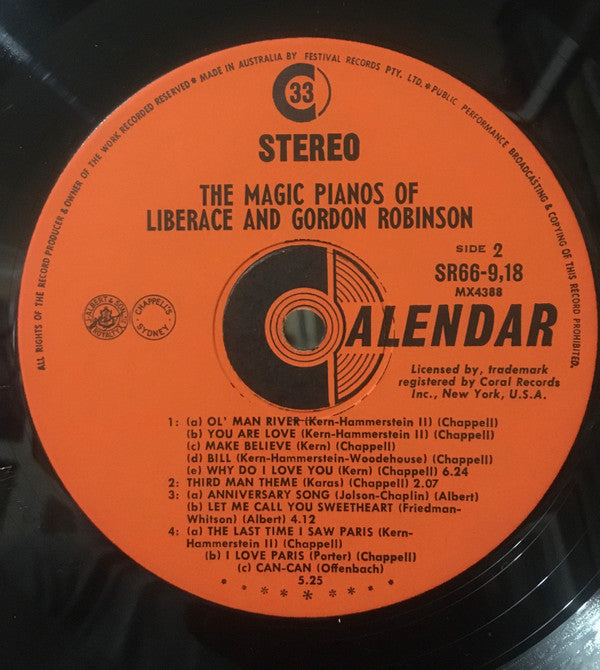 ALL RIGHTS OF THE RECORD PRODUCER & OWNER OF THE WORK RECORDED RESERVED * MADE IN AUSTRALIA BY FESTIVAL RECORDS PTY. LTD. * PUBLIC PERFORMANCE BROADCASTING & COPYING OF THIS RECORD PROHIBITED.
33
STEREO
THE MAGIC PIANOS OF
LIBERACE AND GORDON ROBINSON
SIDE 2
SR66-9,18
MX4388
ALBERT & SON
ROYALTY
CHAPPELL'S
SYDNEY
CALENDAR
Licensed by, trademark
registered by Coral Records
Inc., New York, U.S.A.
1: (a) OL' MAN RIVER (Kern-Hammerstein II) (Chappell)
(b) YOU ARE LOVE (Kern-Hammerstein II) (Chappell)
(c) MAKE BELIEVE (Kern) (Chappell)
(d) BILL (Kern-Hammerstein-Woodehouse) (Chappell)
(e) WHY DO I LOVE YOU (Kern) (Chappell) 6.24
2: THIRD MAN THEME (Karas) (Chappell) 2.07
3: (a) ANNIVERSARY SONG (Jolson-Chaplin) (Albert)
(b) LET ME CALL YOU SWEETHEART (Friedman-
Whitson) (Albert) 4.12
4: (a) THE LAST TIME I SAW PARIS (Kern-
Hammerstein II) (Chappell)
(b) I LOVE PARIS (Porter) (Chappell)
(c) CAN-CAN (Offenbach)
5.25